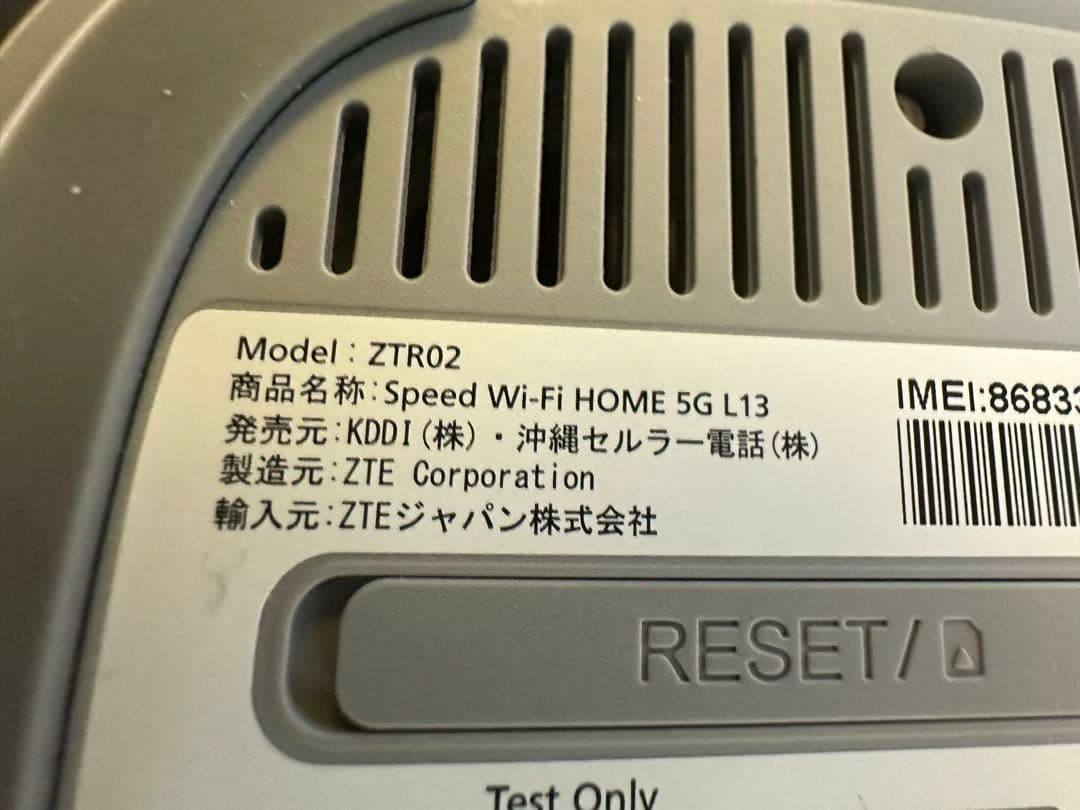 Model : ZTR02
商品名称:Speed Wi-Fi HOME 5G L13
発売元:KDDI(株)・沖縄セルラー電話(株)
製造元:ZTE Corporation
輸入元:ZTEジャパン株式会社
IMEI:86833
RESET/
Test Only